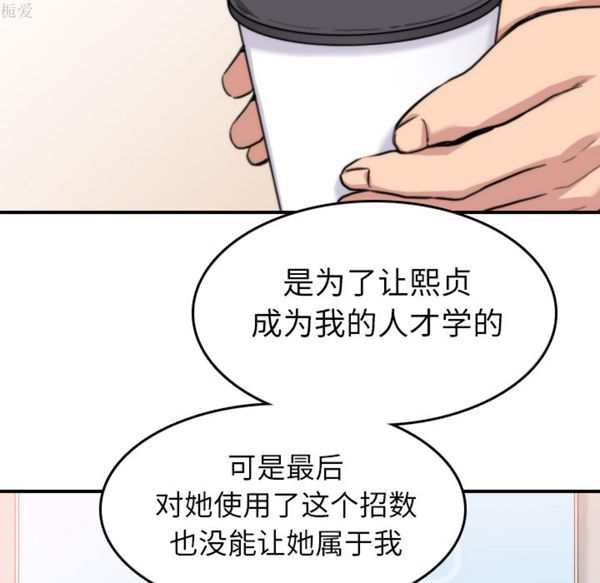 栀爱
是为了让熙贞
成为我的人才学的
可是最后
对她使用了这个招数
也没能让她属于我